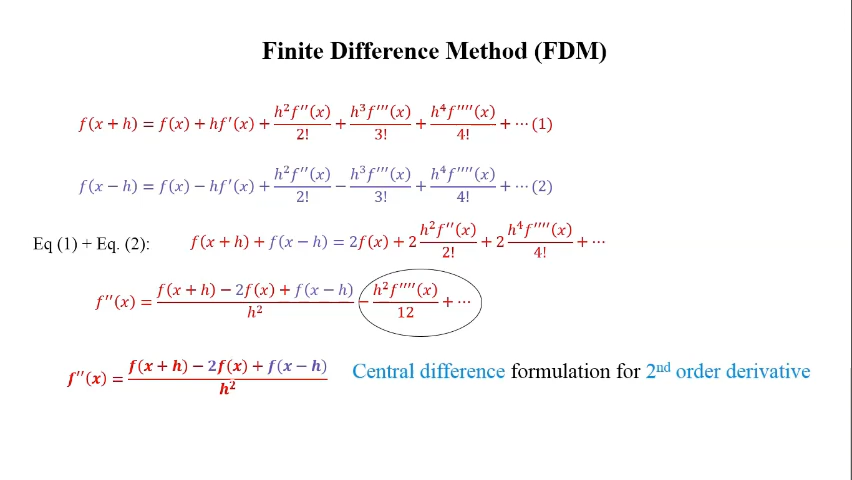 Finite Difference Method (FDM)
f(x + h) = f(x) + hf′(x) + h²f′′(x)/2! + h³f′′′(x)/3! + h⁴f′′′′(x)/4! + ⋯ (1)
f(x − h) = f(x) − hf′(x) + h²f′′(x)/2! − h³f′′′(x)/3! + h⁴f′′′′(x)/4! + ⋯ (2)
Eq (1) + Eq. (2): f(x + h) + f(x − h) = 2f(x) + 2 h²f′′(x)/2! + 2 h⁴f′′′′(x)/4! + ⋯
f′′(x) = f(x + h) − 2f(x) + f(x − h)/h² − h²f′′′′(x)/12 + ⋯
f′′(x) = f(x + h) − 2f(x) + f(x − h)/h² Central difference formulation for 2nd order derivative